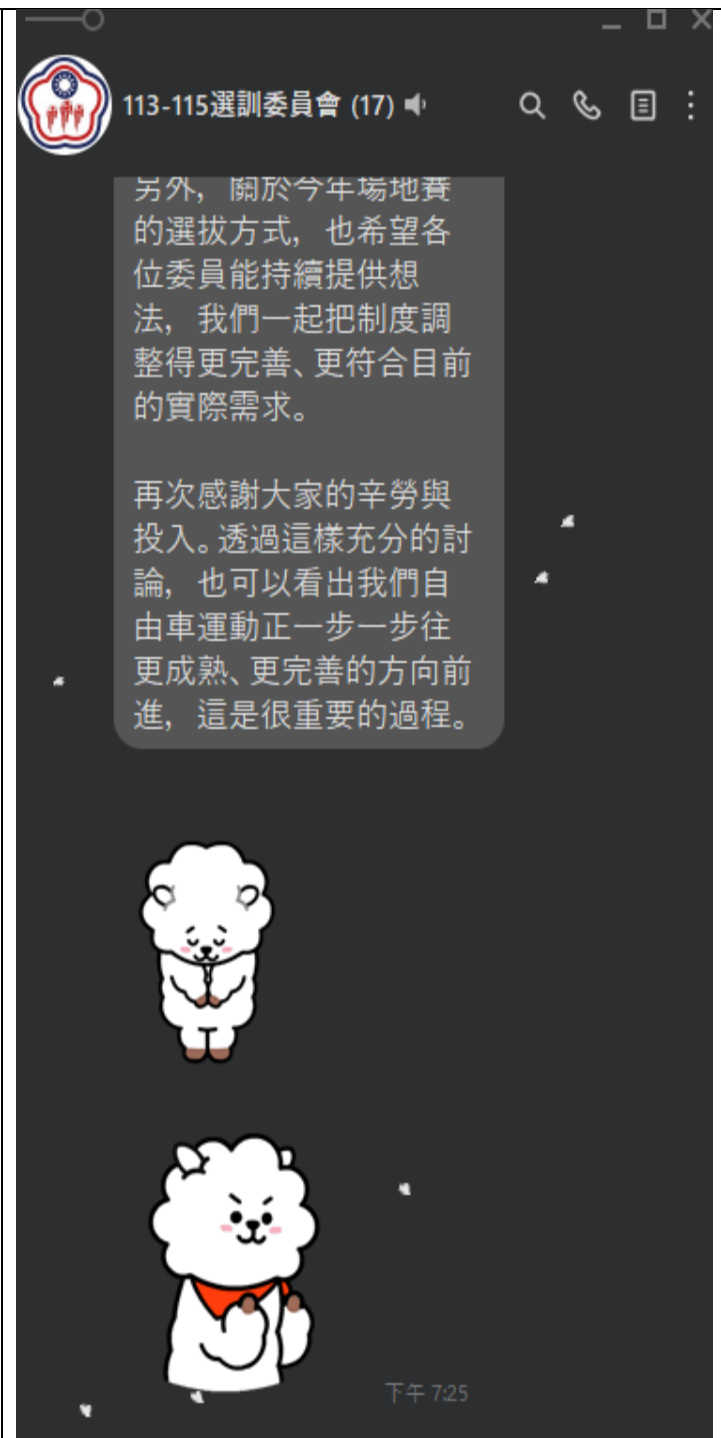 113-115選訓委員會 (17)
另外，關於今年場地賽
的選拔方式，也希望各
位委員能持續提供想
法，我們一起把制度調
整得更完善、更符合目前
的實際需求。
再次感謝大家的辛勞與
投入。透過這樣充分的討
論，也可以看出我們自
由車運動正一步一步往
更成熟、更完善的方向前
進，這是很重要的過程。
下午 7:25